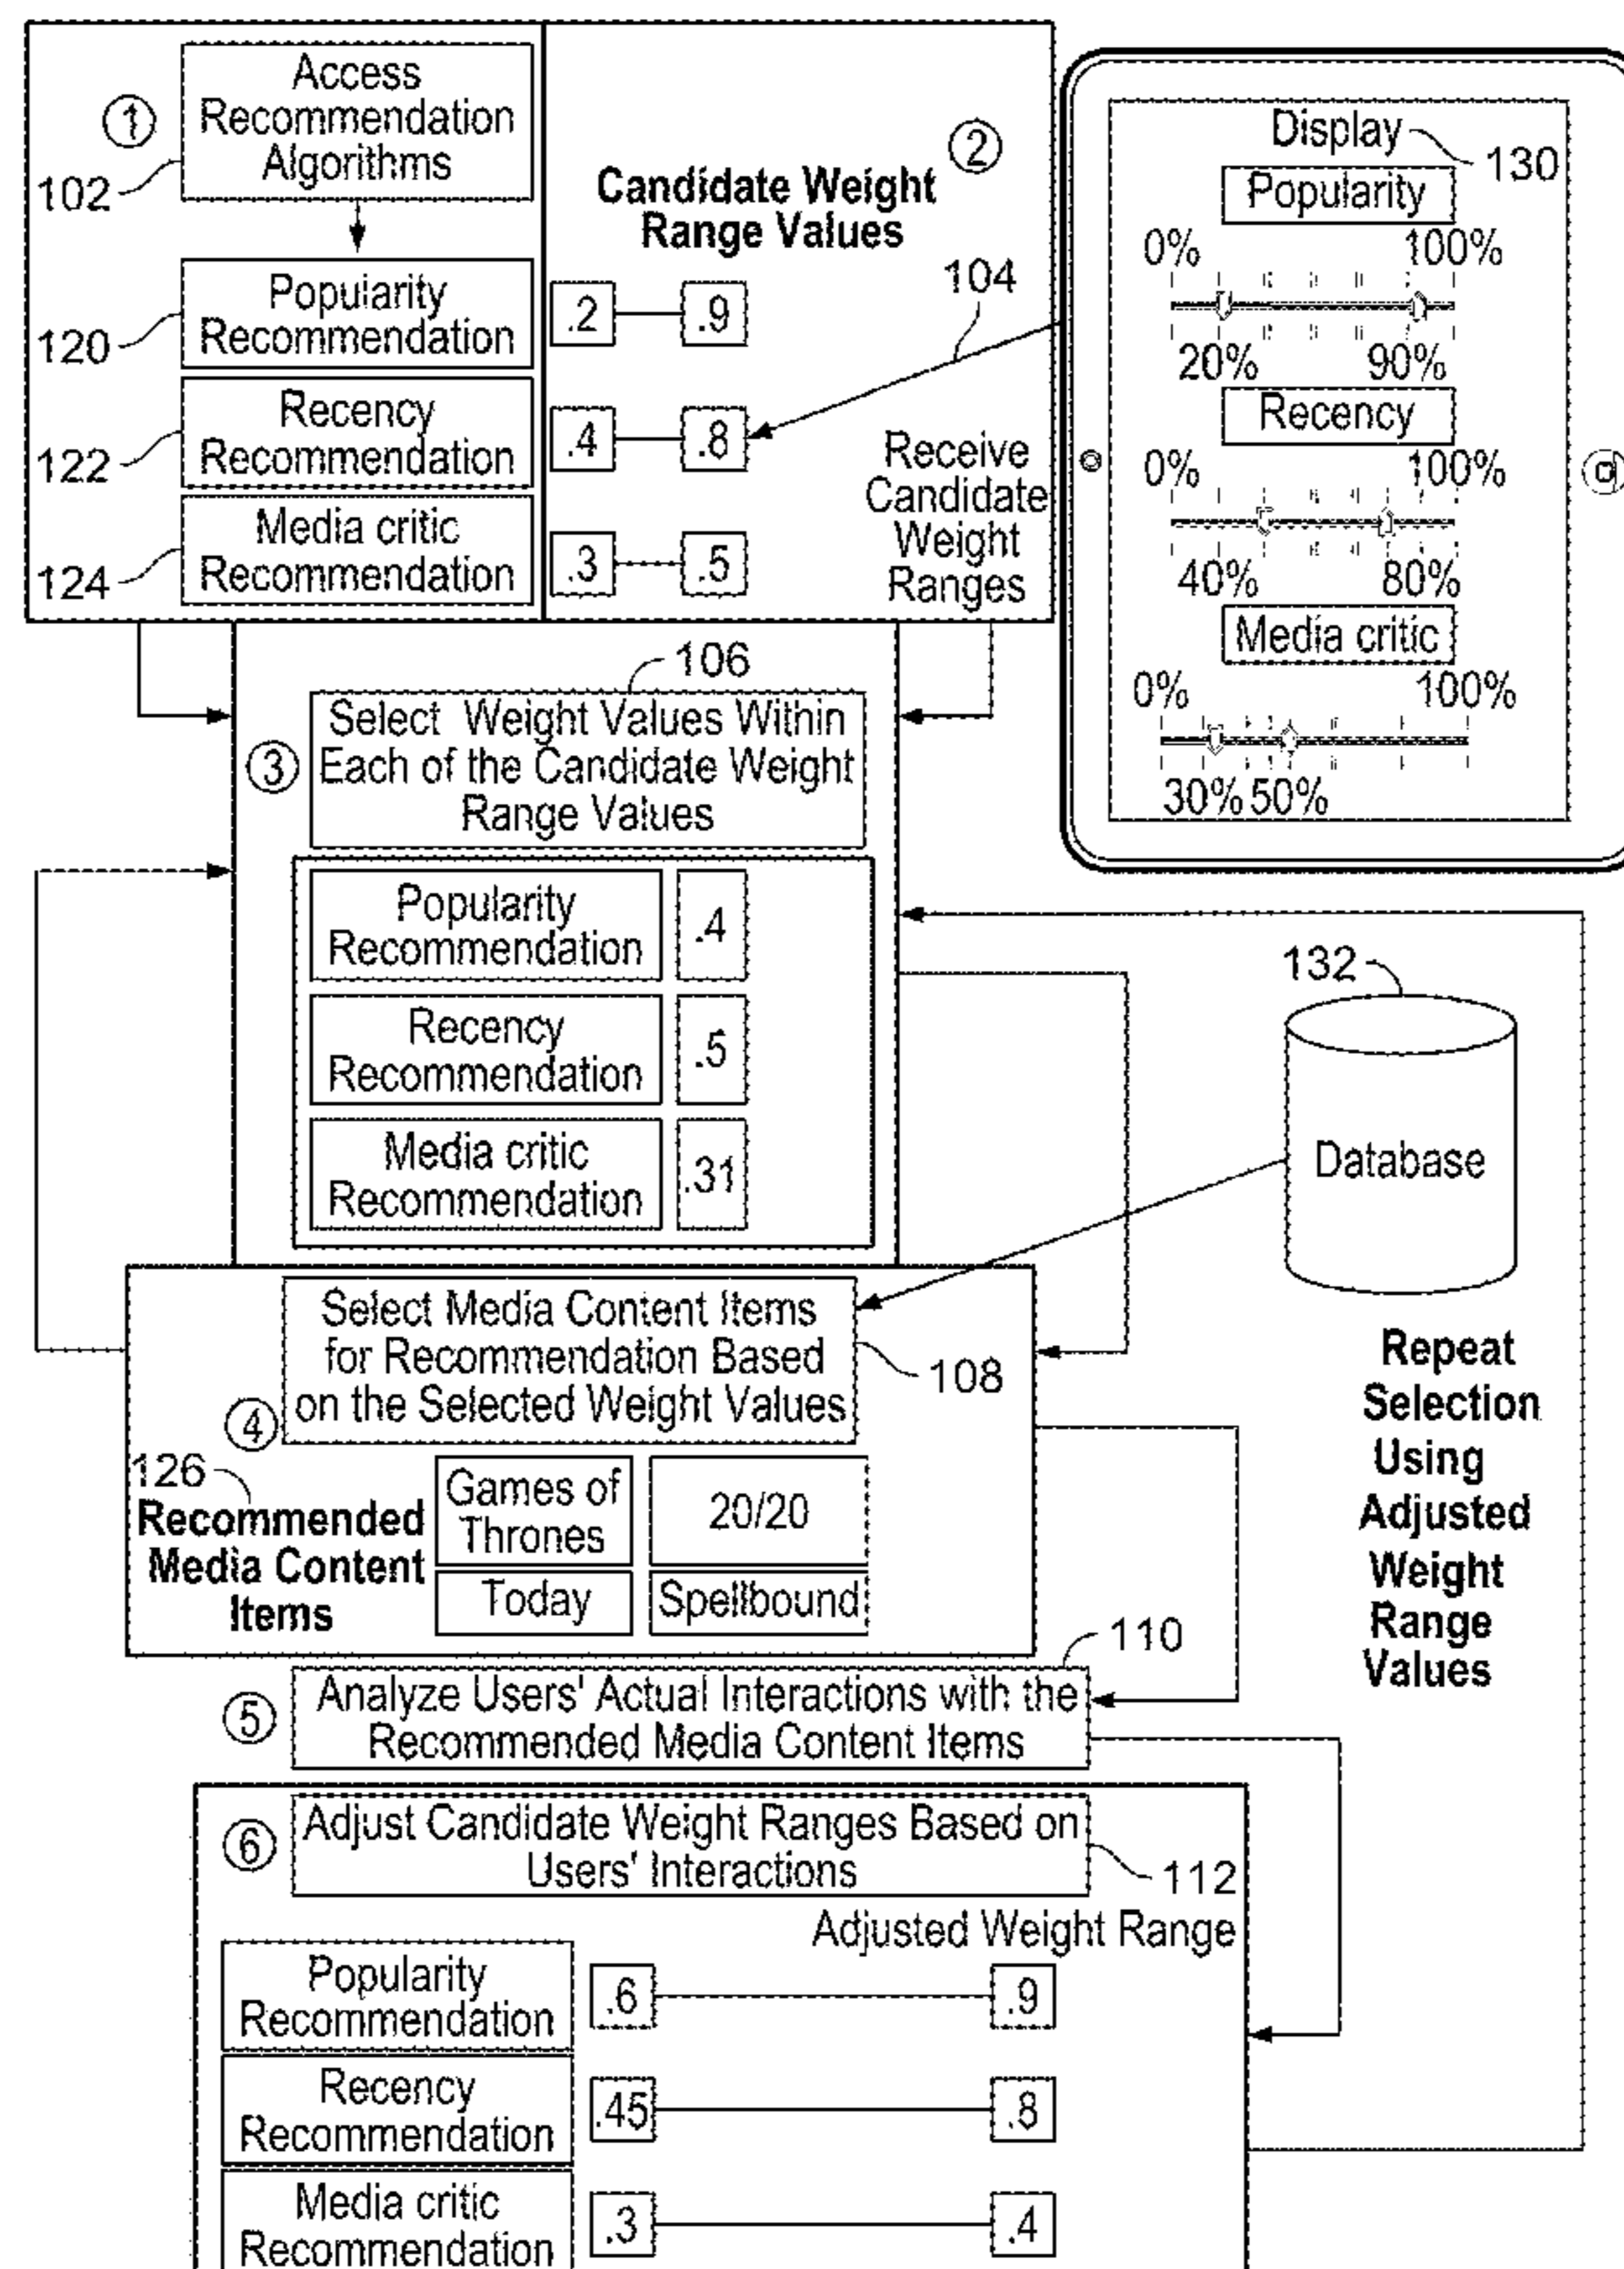 1
Access
Recommendation
Algorithms
102
Popularity
Recommendation
120
Recency
Recommendation
122
Media critic
Recommendation
124
2
Candidate Weight
Range Values
104
.2 .9
.4 .8
.3 .5
Receive
Candidate
Weight
Ranges
Display
130
Popularity
0% 100%
20% 90%
Recency
0% 100%
40% 80%
Media critic
0% 100%
30% 50%
106
3
Select Weight Values Within
Each of the Candidate Weight
Range Values
Popularity
Recommendation
.4
Recency
Recommendation
.5
Media critic
Recommendation
.31
132
Database
4
Select Media Content Items
for Recommendation Based
on the Selected Weight Values
108
126
Recommended
Media Content
Items
Games of
Thrones
20/20
Today
Spellbound
Repeat
Selection
Using
Adjusted
Weight
Range
Values
110
5
Analyze Users' Actual Interactions with the
Recommended Media Content Items
6
Adjust Candidate Weight Ranges Based on
Users' Interactions
112
Adjusted Weight Range
Popularity
Recommendation
.6 .9
Recency
Recommendation
.45 .8
Media critic
Recommendation
.3 .4